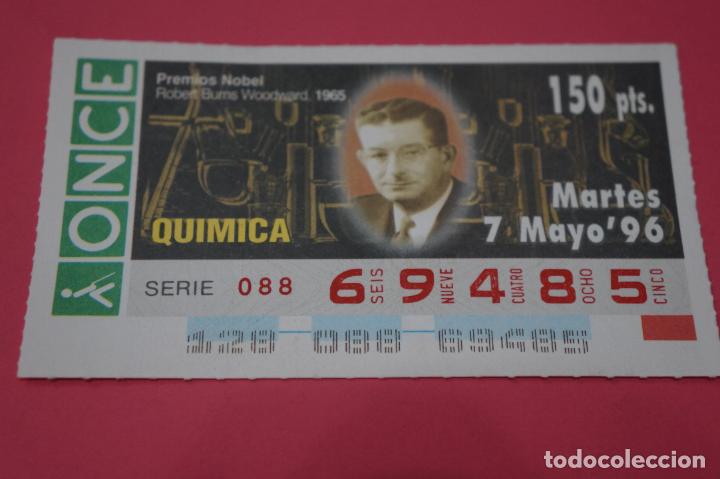 ONCE
Premios Nobel
Robert Burns Woodward. 1965
150 pts.
QUIMICA
Martes
7 Mayo'96
SERIE 088 6 SEIS 9 NUEVE 4 CUATRO 8 OCHO 5 CINCO
128 088 69485
todocoleccion.net